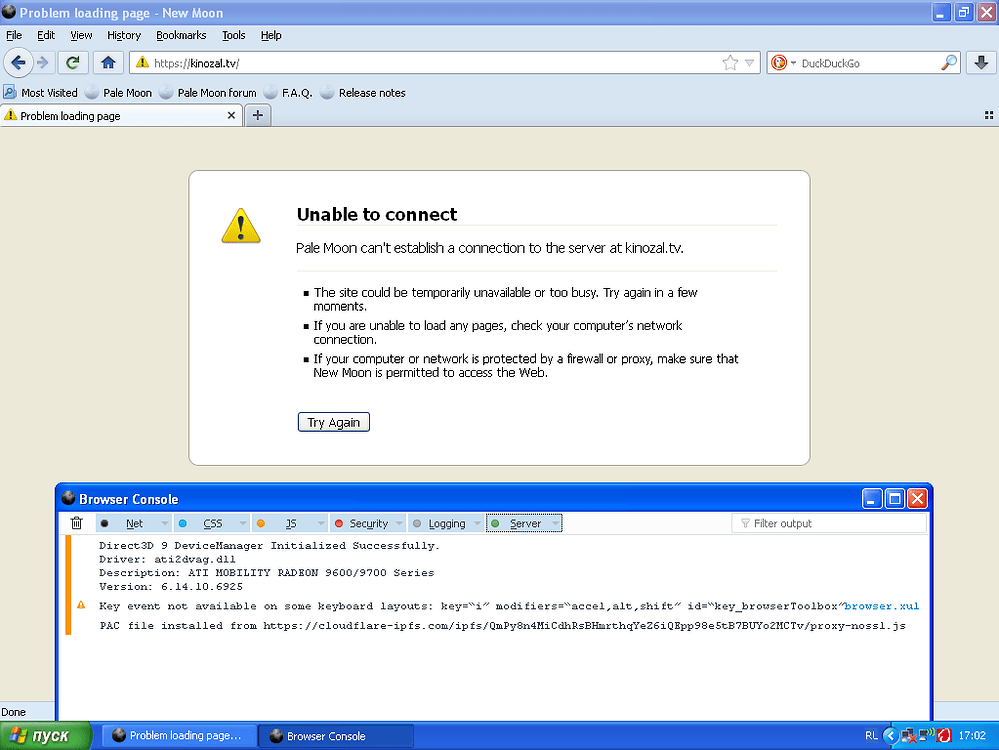 Problem loading page - New Moon
File Edit View History Bookmarks Tools Help
https://kinozal.tv/ DuckDuckGo
Most Visited Pale Moon Pale Moon forum F.A.Q. Release notes
Problem loading page
Unable to connect
Pale Moon can't establish a connection to the server at kinozal.tv.
The site could be temporarily unavailable or too busy. Try again in a few
moments.
If you are unable to load any pages, check your computer's network
connection.
If your computer or network is protected by a firewall or proxy, make sure that
New Moon is permitted to access the Web.
Try Again
Browser Console
Net CSS JS Security Logging Server Filter output
Direct3D 9 DeviceManager Initialized Successfully.
Driver: ati2dvag.dll
Description: ATI MOBILITY RADEON 9600/9700 Series
Version: 6.14.10.6925
Key event not available on some keyboard layouts: key=“i” modifiers=“accel,alt,shift” id=“key_browserToolbox” browser.xul
PAC file installed from https://cloudflare-ipfs.com/ipfs/QmPy8n4MiCdhRsBHmrthqYeZ6iQEpp98e5tB7BUYo2MCTv/proxy-nossl.js
Done
пуск Problem loading page... Browser Console RL 17:02